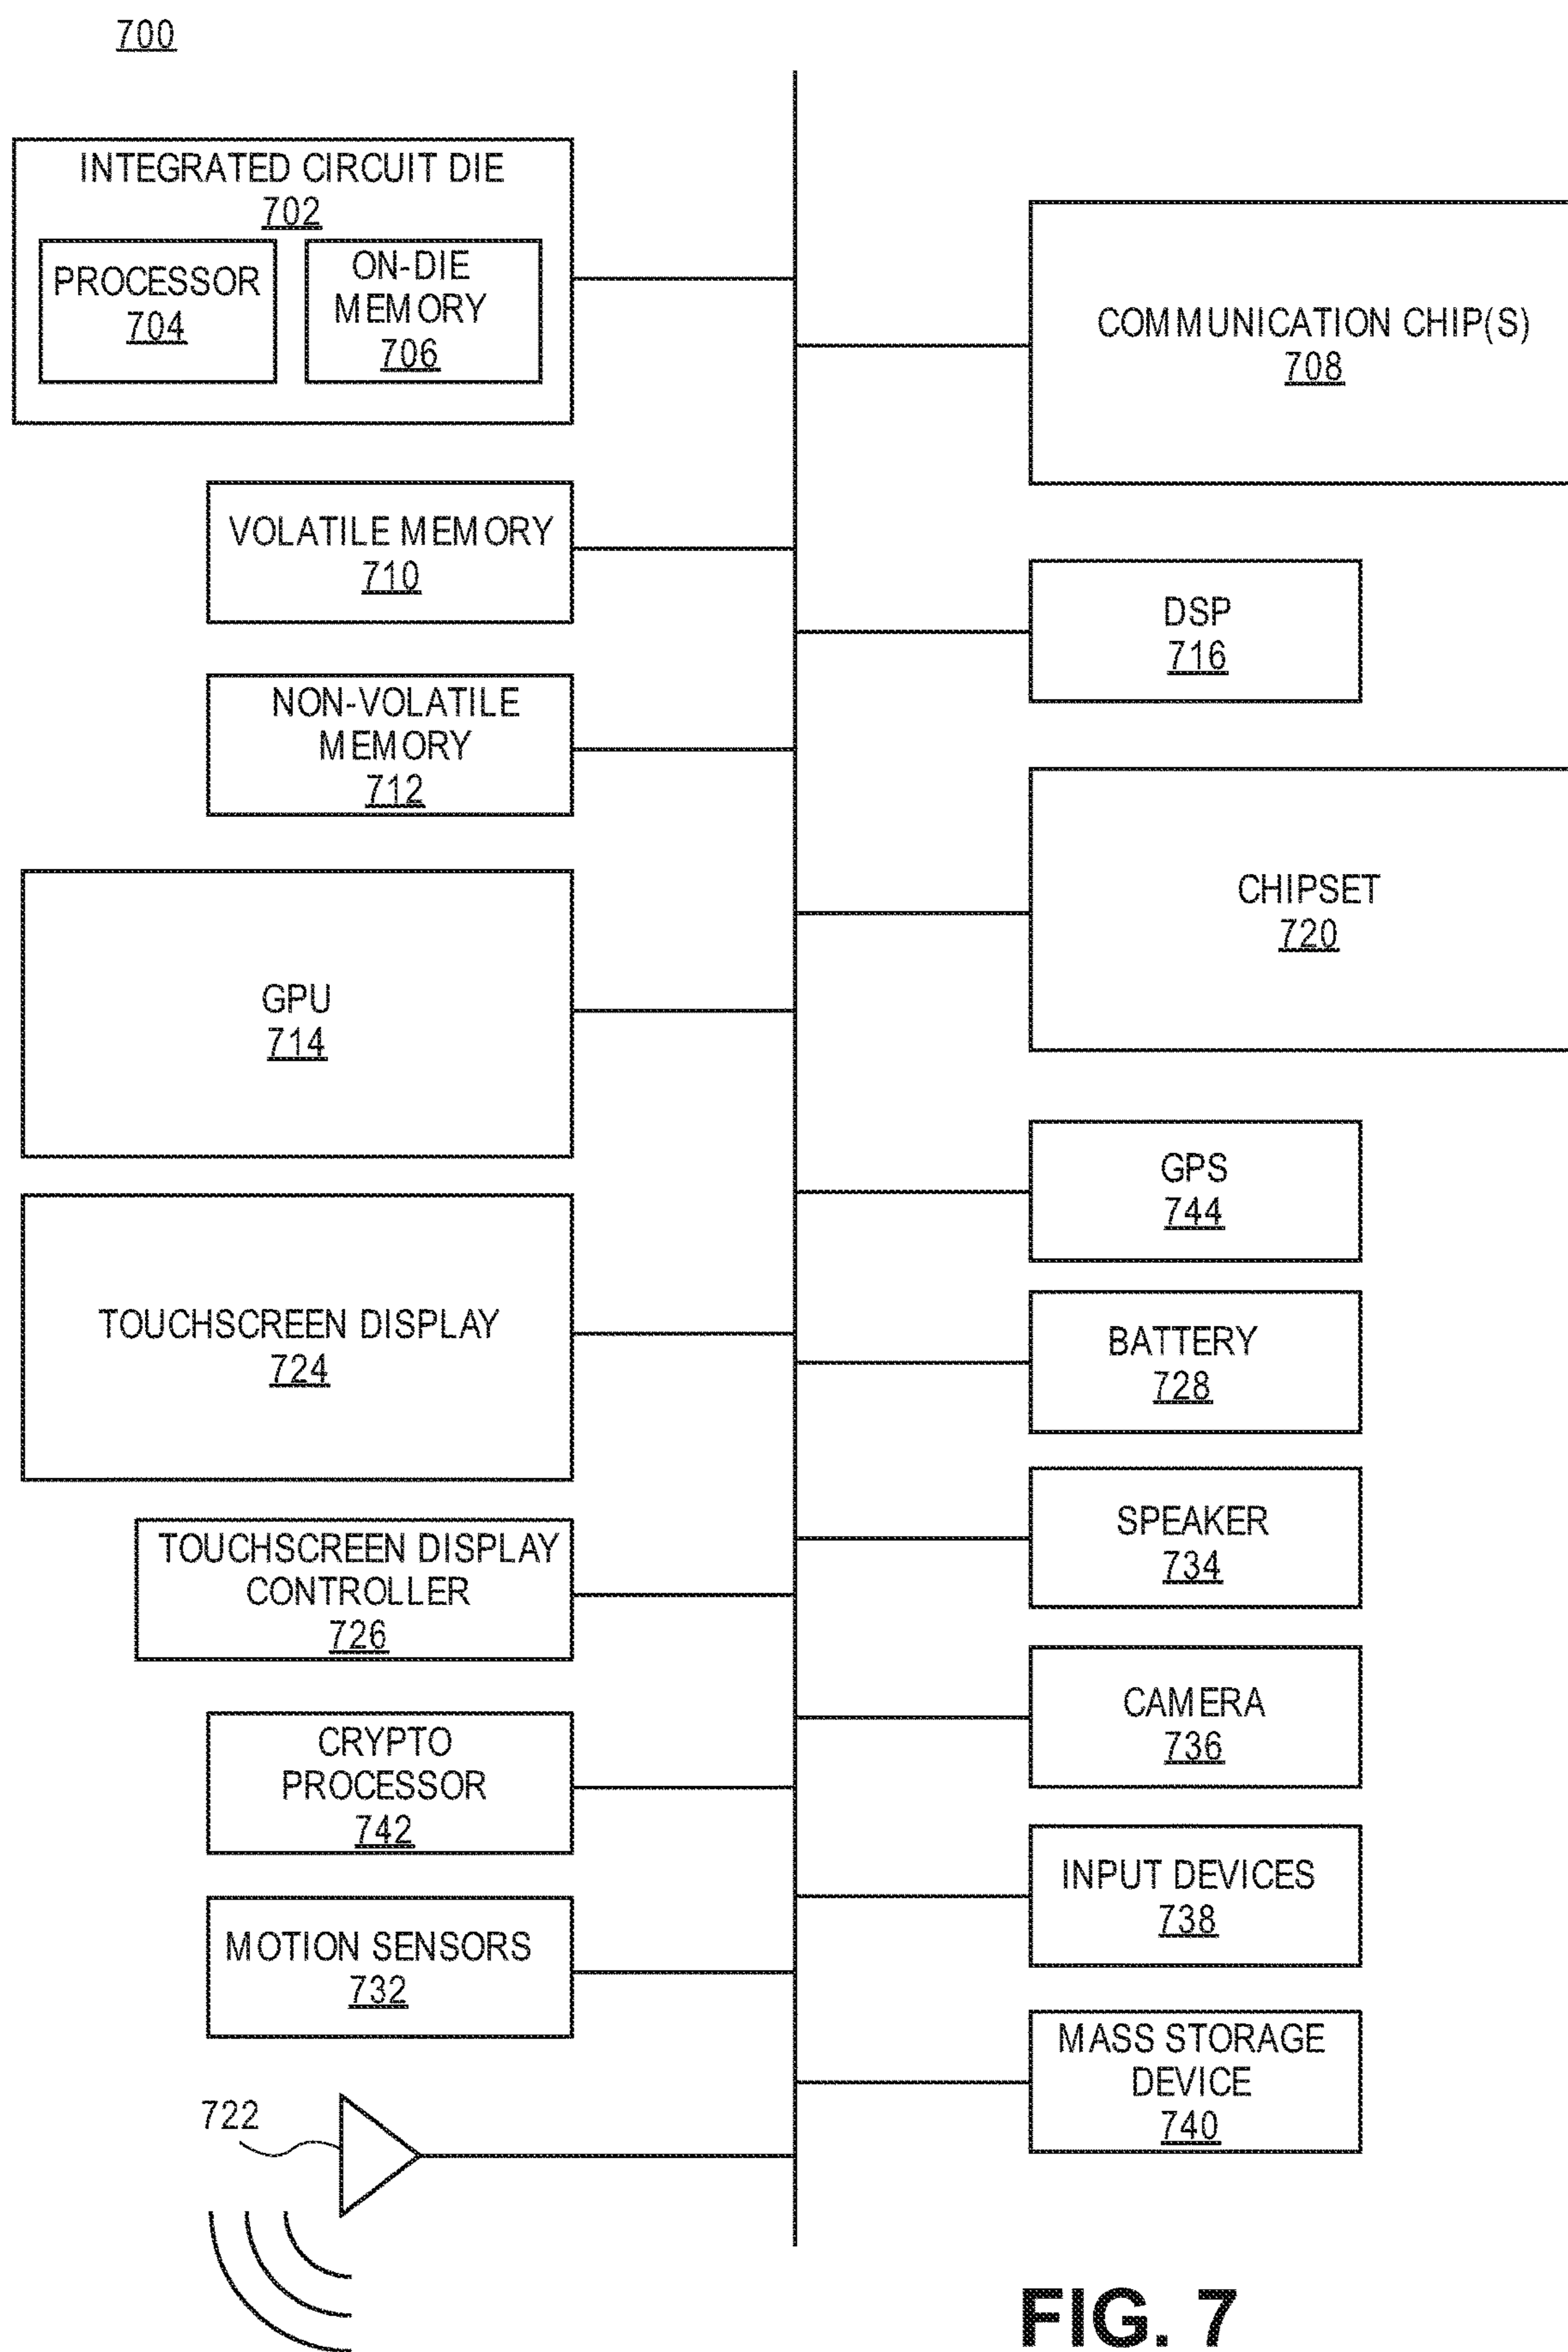 700
INTEGRATED CIRCUIT DIE
702
PROCESSOR
704
ON-DIE
MEMORY
706
COMMUNICATION CHIP(S)
708
VOLATILE MEMORY
710
DSP
716
NON-VOLATILE
MEMORY
712
CHIPSET
720
GPU
714
GPS
744
TOUCHSCREEN DISPLAY
724
BATTERY
728
SPEAKER
734
TOUCHSCREEN DISPLAY
CONTROLLER
726
CAMERA
736
CRYPTO
PROCESSOR
742
INPUT DEVICES
738
MOTION SENSORS
732
MASS STORAGE
DEVICE
740
722
FIG. 7